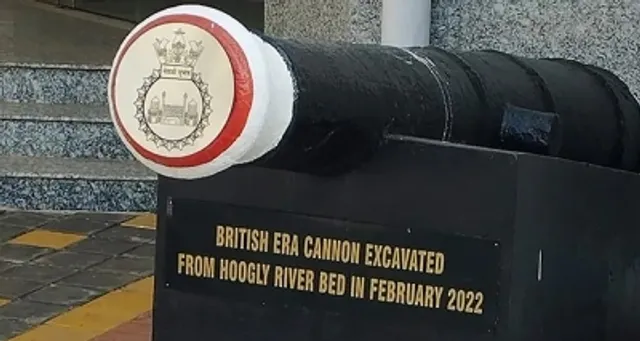 BRITISH ERA CANNON EXCAVATED
FROM HOOGLY RIVER BED IN FEBRUARY 2022